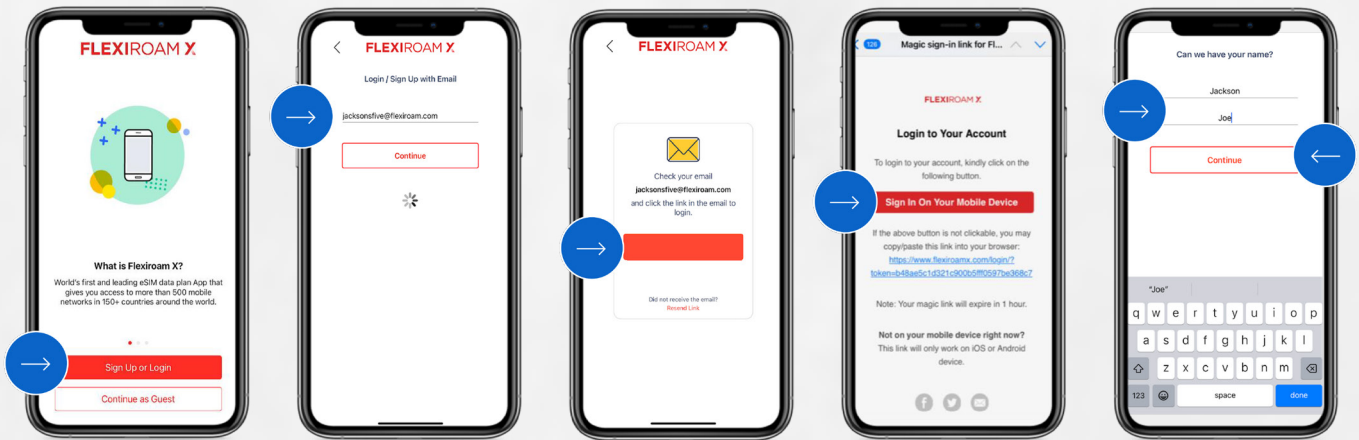 FLEXIROAM X
What is Flexiroam X?
World's first and leading eSIM data plan App that
gives you access to more than 500 mobile
networks in 150+ countries around the world.
Sign Up or Login
Continue as Guest
FLEXIROAM X
Login / Sign Up with Email
jacksonsfive@flexiroam.com
Continue
FLEXIROAM X
Check your email
jacksonsfive@flexiroam.com
and click the link in the email to
login.
Did not receive the email?
Resend Link
126 Magic sign-in link for Fl...
FLEXIROAM X
Login to Your Account
To login to your account, kindly click on the
following button.
Sign In On Your Mobile Device
If the above button is not clickable, you may
copy/paste this link into your browser:
https://www.flexiroamx.com/login/?
token=b48ae5c1d321c900b5fff0597be368c7
Note: Your magic link will expire in 1 hour.
Not on your mobile device right now?
This link will only work on iOS or Android
device.
Can we have your name?
Jackson
Joe
Continue
"Joe"
q w e r t y u i o p
a s d f g h j k l
z x c v b n m
123 space done